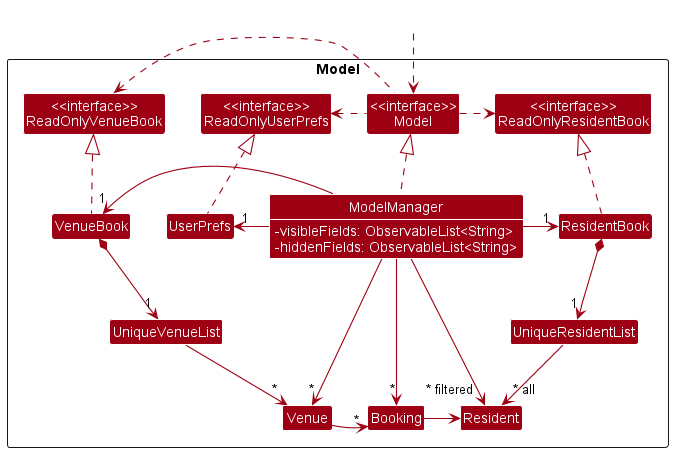 Model
<<interface>>
ReadOnlyVenueBook
<<interface>>
ReadOnlyUserPrefs
<<interface>>
Model
<<interface>>
ReadOnlyResidentBook
1
VenueBook
UserPrefs
1
ModelManager
-visibleFields: ObservableList<String>
-hiddenFields: ObservableList<String>
1
ResidentBook
1
UniqueVenueList
1
UniqueResidentList
*
*
*
* filtered
* all
Venue
*
Booking
Resident